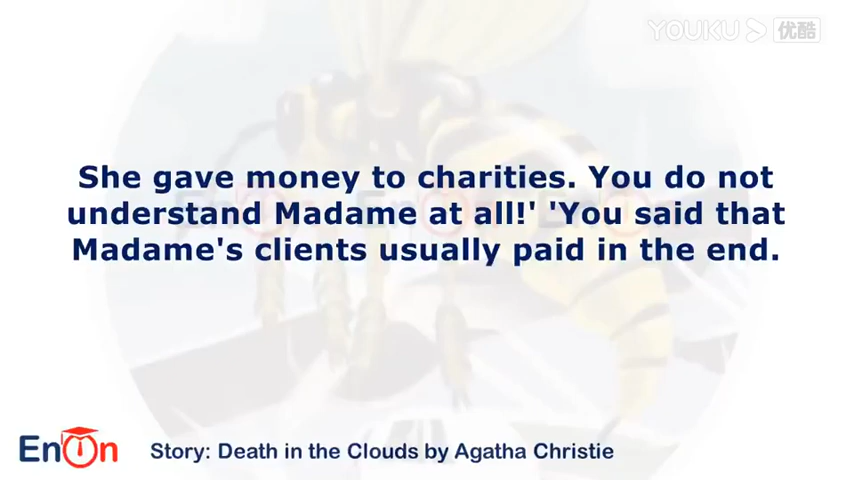 YOUKU 优酷
She gave money to charities. You do not
understand Madame at all!' 'You said that
Madame's clients usually paid in the end.
EnOn
Story: Death in the Clouds by Agatha Christie